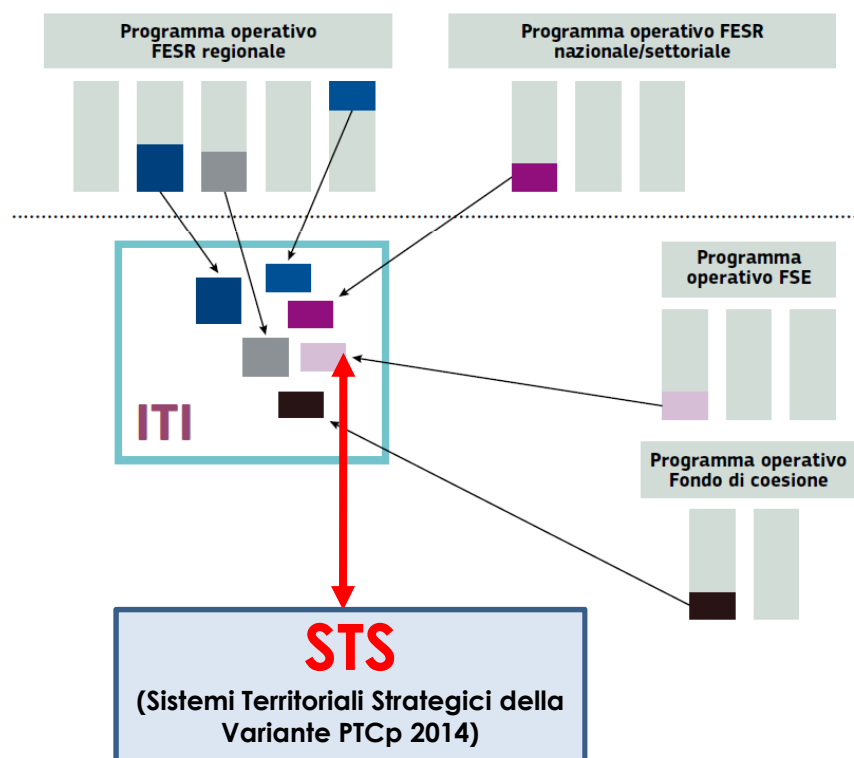 Programma operativo
FESR regionale
Programma operativo FESR
nazionale/settoriale
Programma
operativo FSE
ITI
Programma operativo
Fondo di coesione
STS
(Sistemi Territoriali Strategici della
Variante PTCp 2014)